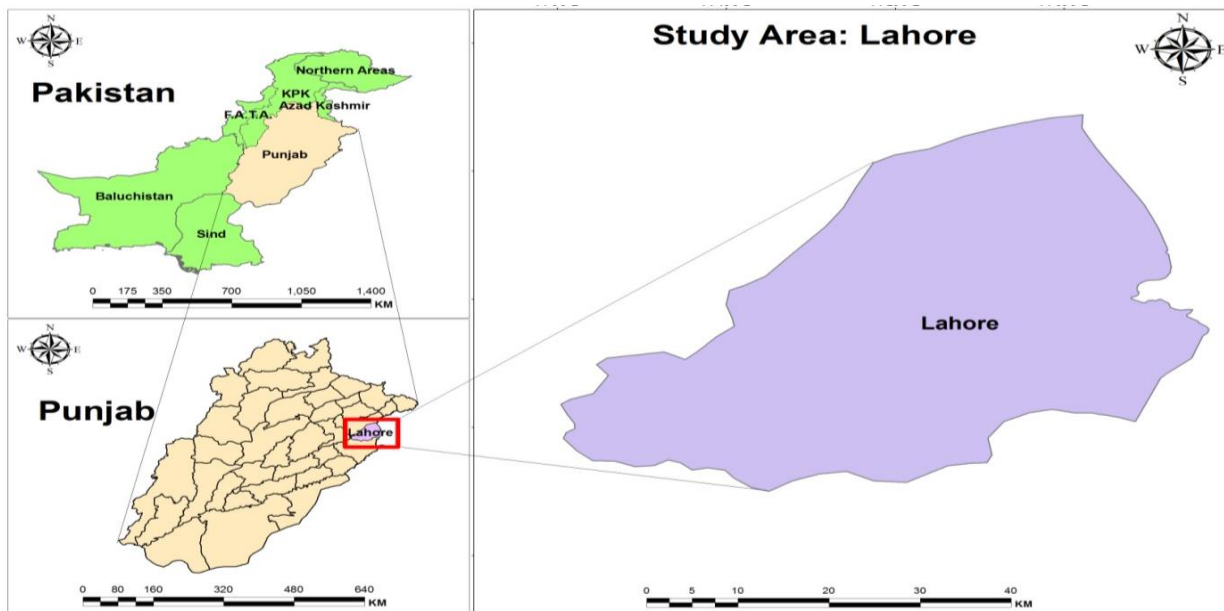 N
W E
S
Pakistan
Northern Areas
KPK
Azad Kashmir
F.A.T.A.
Punjab
Baluchistan
Sind
0 175 350 700 1,050 1,400
KM
N
W E
S
Punjab
Lahore
0 80 160 320 480 640
KM
Study Area: Lahore
N
W E
S
Lahore
0 5 10 20 30 40
KM